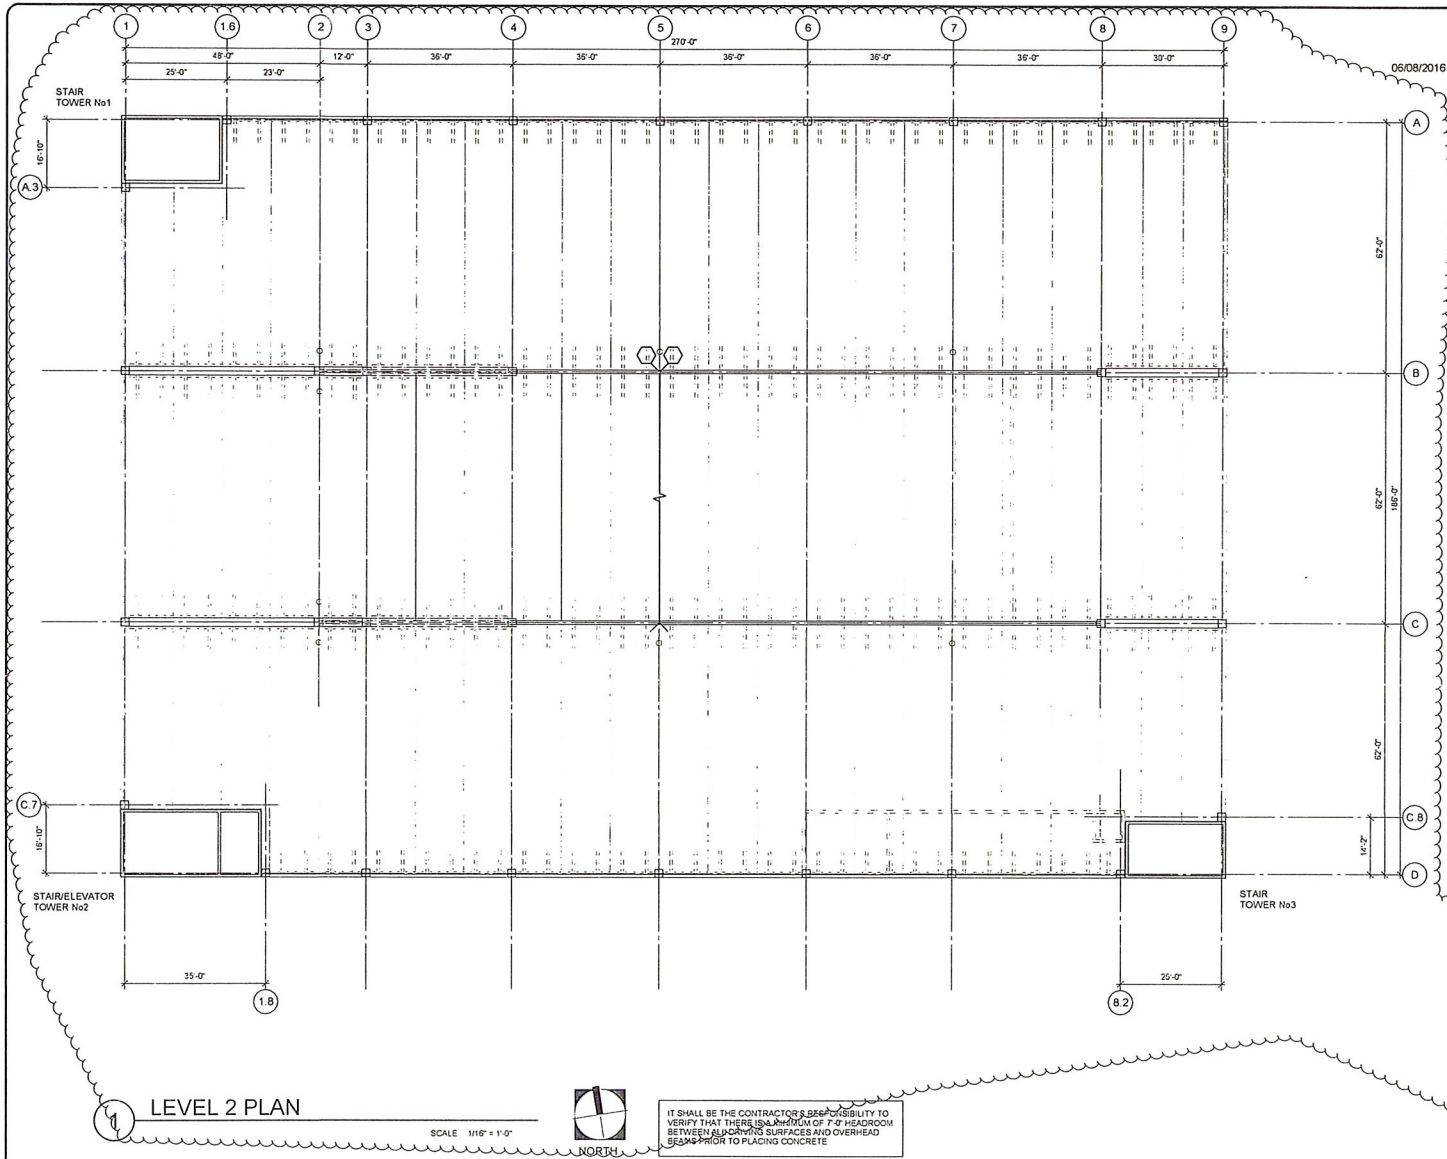 1 1.6 2 3 4 5 6 7 8 9
270'-0"
48'-0" 12'-0" 36'-0" 36'-0" 36'-0" 36'-0" 36'-0" 30'-0"
25'-0" 23'-0"
06/08/2016
STAIR
TOWER No1
A
16'-10"
A.3
62'-0"
B
62'-0"
186'-0"
C
62'-0"
C.7
C.8
16'-10"
14'-2"
D
STAIR/ELEVATOR
TOWER No2
STAIR
TOWER No3
35'-0"
25'-0"
1.8
8.2
1
LEVEL 2 PLAN
SCALE 1/16" = 1'-0"
NORTH
IT SHALL BE THE CONTRACTOR'S RESPONSIBILITY TO
VERIFY THAT THERE IS A MINIMUM OF 7'-0" HEADROOM
BETWEEN ALL DRIVING SURFACES AND OVERHEAD
BEAMS PRIOR TO PLACING CONCRETE